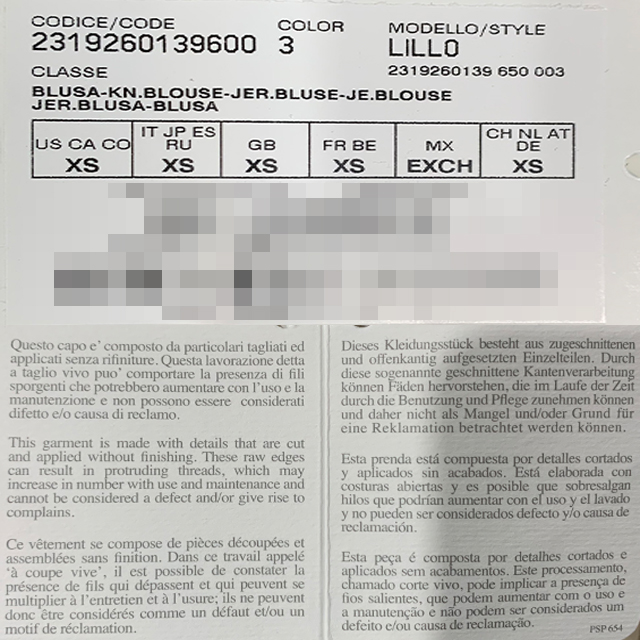 CODICE/CODE
2319260139600
COLOR
3
MODELLO/STYLE
LILLO
2319260139 650 003
CLASSE
BLUSA-KN.BLOUSE-JER.BLUSE-JE.BLOUSE
JER.BLUSA-BLUSA
US CA CO
XS
IT JP ES
RU
XS
GB
XS
FR BE
XS
MX
EXCH
CH NL AT
DE
XS
Questo capo e' composto da particolari tagliati ed
applicati senza rifiniture. Questa lavorazione detta
a taglio vivo puo' comportare la presenza di fili
sporgenti che potrebbero aumentare con l'uso e la
manutenzione e non possono essere considerati
difetto e/o causa di reclamo.
This garment is made with details that are cut
and applied without finishing. These raw edges
can result in protruding threads, which may
increase in number with use and maintenance and
cannot be considered a defect and/or give rise to
complains.
Ce vêtement se compose de pièces découpées et
assemblées sans finition. Dans ce travail appelé
'à coupe vive', il est possible de constater la
présence de fils qui dépassent et qui peuvent se
multiplier à l'entretien et à l'usure; ils ne peuvent
donc être considérés comme un défaut et/ou un
motif de réclamation.
Dieses Kleidungsstück besteht aus zugeschnittenen
und offenkantig aufgesetzten Einzelteilen. Durch
diese sogenannte geschnittene Kantenverarbeitung
können Fäden hervorstehen, die im Laufe der Zeit
durch die Benutzung und Pflege zunehmen können
und daher nicht als Mangel und/oder Grund für
eine Reklamation betrachtet werden können.
Esta prenda está compuesta por detalles cortados
y aplicados sin acabados. Está elaborada con
costuras abiertas y es posible que sobresalgan
hilos que podrían aumentar con el uso y el lavado
y no pueden ser considerados defecto y/o causa de
reclamación.
Esta peça é composta por detalhes cortados e
aplicados sem acabamentos. Este processamento,
chamado corte vivo, pode implicar a presença de
fios salientes, que podem aumentar com o uso e
a manutenção e não podem ser considerados um
defeito e/ou causa de reclamação.
PSP 654